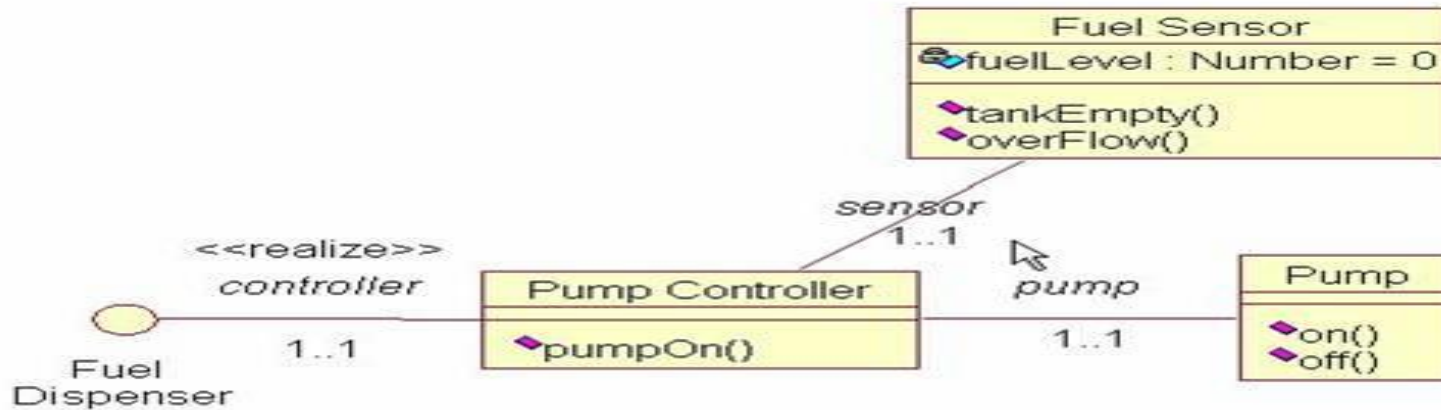 Fuel Sensor
fuelLevel : Number = 0
tankEmpty()
overFlow()
sensor
1..1
<<realize>>
controller
1..1
Fuel
Dispenser
Pump Controller
pumpOn()
pump
1..1
Pump
on()
off()